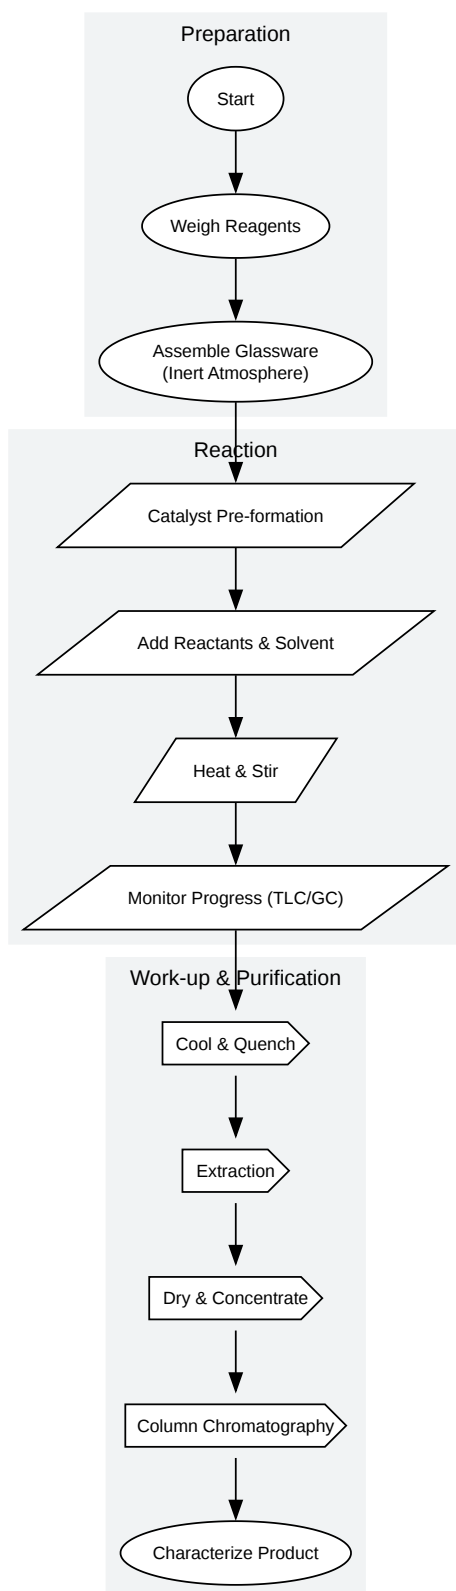 Preparation
Start
Weigh Reagents
Assemble Glassware
(Inert Atmosphere)
Reaction
Catalyst Pre-formation
Add Reactants & Solvent
Heat & Stir
Monitor Progress (TLC/GC)
Work-up & Purification
Cool & Quench
Extraction
Dry & Concentrate
Column Chromatography
Characterize Product